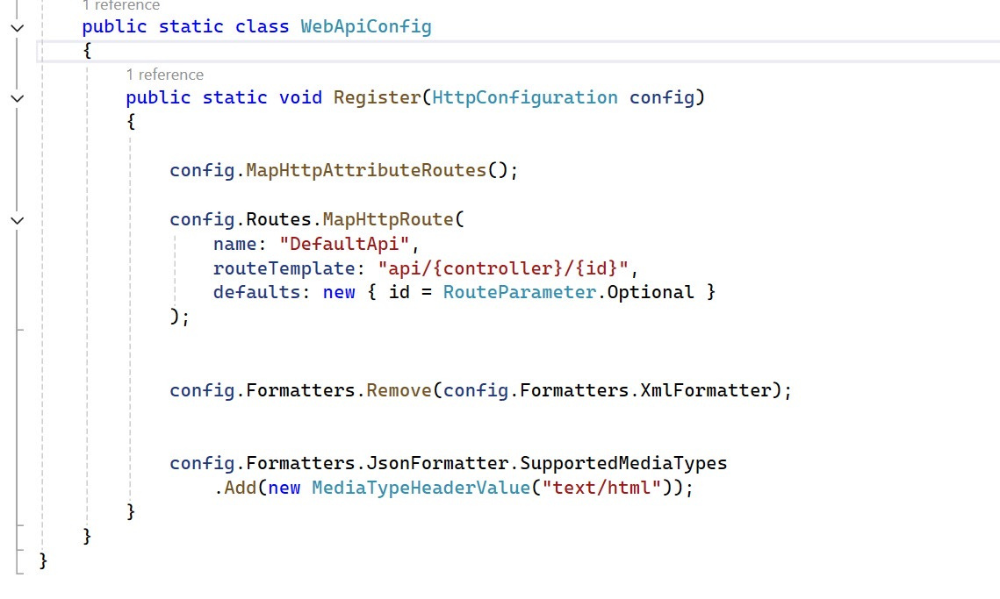 1 reference
public static class WebApiConfig
{
1 reference
public static void Register(HttpConfiguration config)
{
config.MapHttpAttributeRoutes();
config.Routes.MapHttpRoute(
name: "DefaultApi",
routeTemplate: "api/{controller}/{id}",
defaults: new { id = RouteParameter.Optional }
);
config.Formatters.Remove(config.Formatters.XmlFormatter);
config.Formatters.JsonFormatter.SupportedMediaTypes
.Add(new MediaTypeHeaderValue("text/html"));
}
}
}